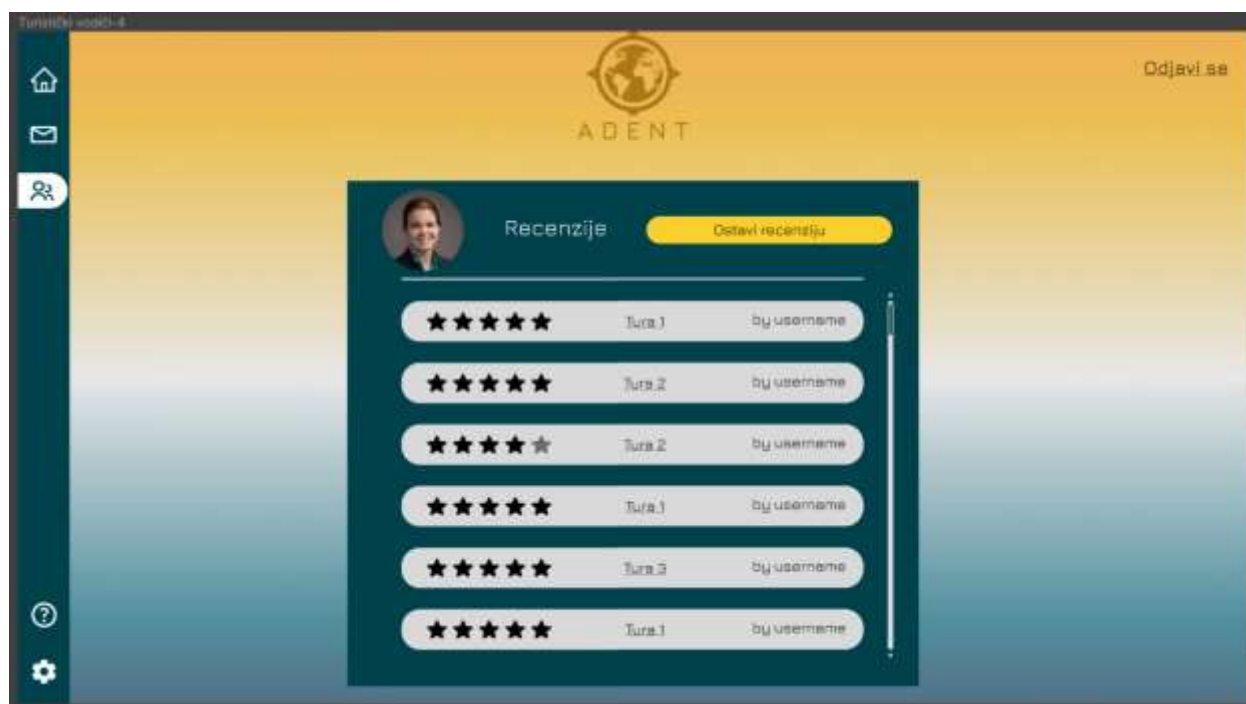 Turistički vodiči-4
Odjavi se
ADENT
Recenzije
Ostavi recenziju
Tura 1
by username
Tura 2
by username
Tura 2
by username
Tura 1
by username
Tura 3
by username
Tura 1
by username